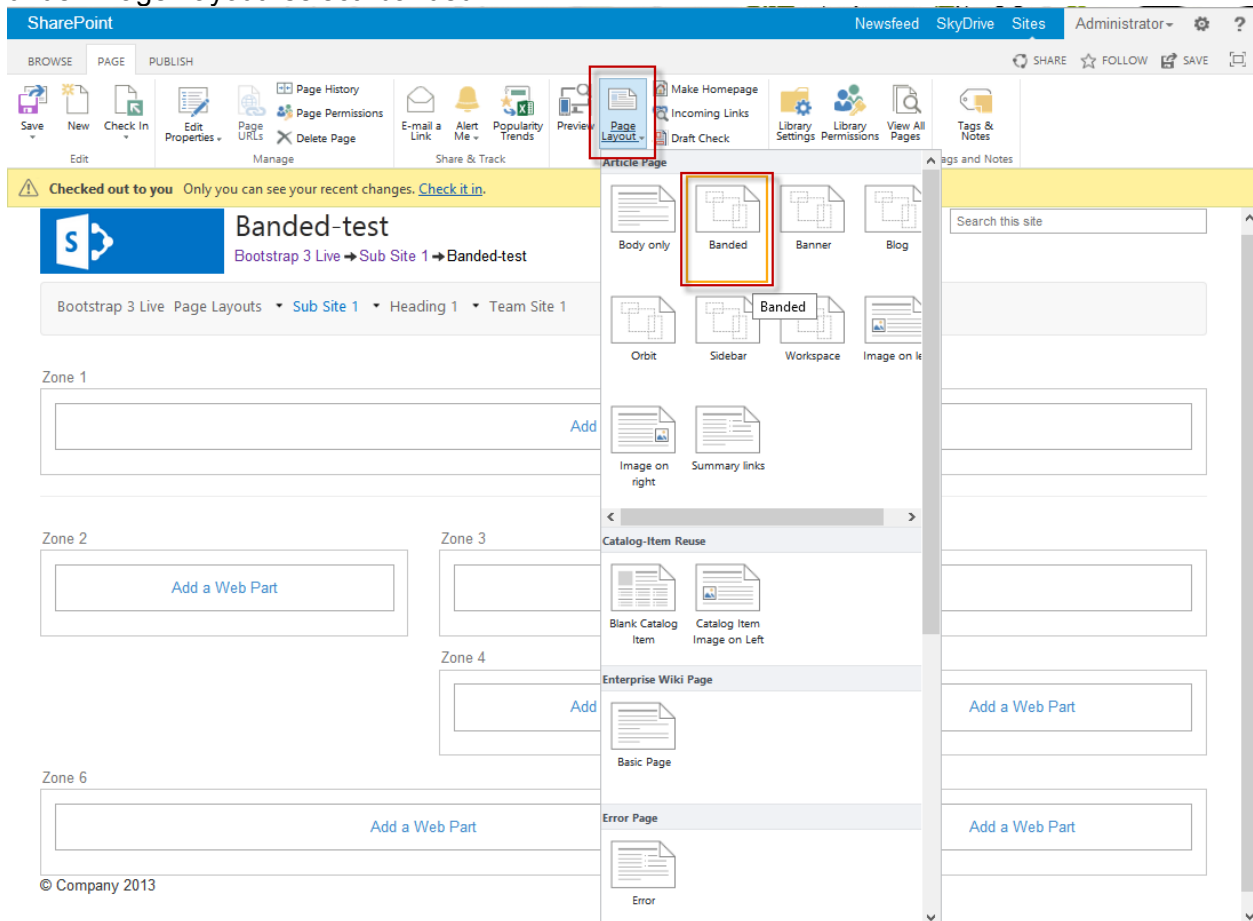 SharePoint Newsfeed SkyDrive Sites Administrator ?
BROWSE PAGE PUBLISH SHARE FOLLOW SAVE
Save New Check In
Edit Properties
Page URLs
Page History
Page Permissions
Delete Page
E-mail a Link
Alert Me
Popularity Trends
Preview
Page Layout
Make Homepage
Incoming Links
Draft Check
Library Settings
Library Permissions
View All Pages
Tags & Notes
Edit Manage Share & Track ags and Notes
Checked out to you Only you can see your recent changes. Check it in.
S
Banded-test
Bootstrap 3 Live Sub Site 1 Banded-test
Search this site
Bootstrap 3 Live Page Layouts Sub Site 1 Heading 1 Team Site 1
Zone 1
Add
Zone 2
Add a Web Part
Zone 3
Zone 4
Add
Add a Web Part
Zone 6
Add a Web Part
Add a Web Part
© Company 2013
Article Page
Body only Banded Banner Blog
Banded
Orbit Sidebar Workspace Image on le
Image on right
Summary links
Catalog-Item Reuse
Blank Catalog Item
Catalog Item Image on Left
Enterprise Wiki Page
Basic Page
Error Page
Error